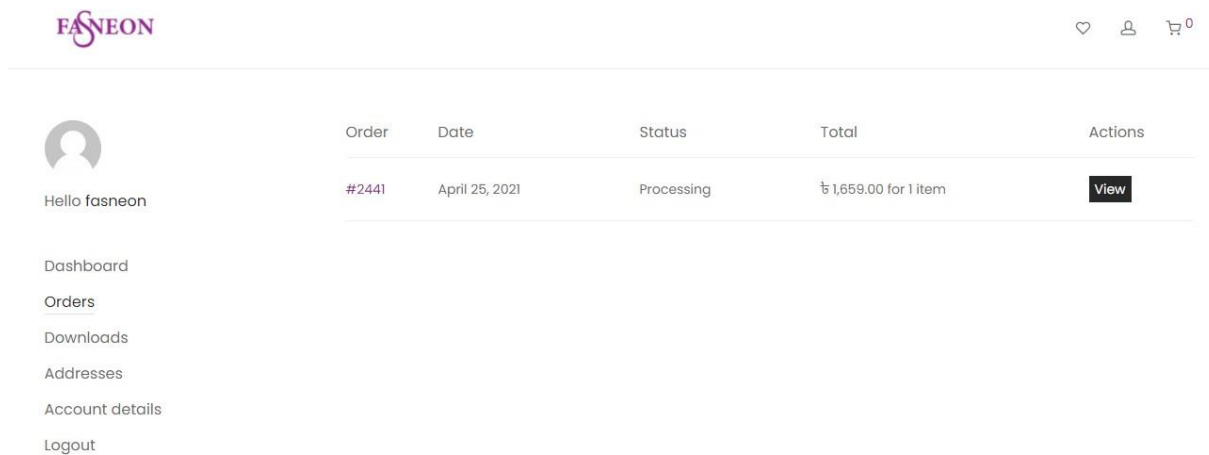 FASNEON
0
Order Date Status Total Actions
#2441 April 25, 2021 Processing ৳ 1,659.00 for 1 item View
Hello fasneon
Dashboard
Orders
Downloads
Addresses
Account details
Logout